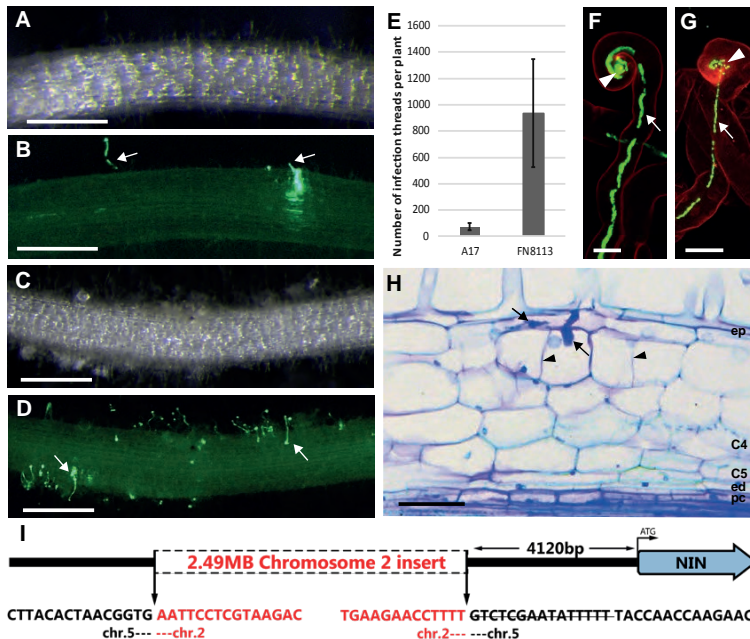 A
B
C
D
E
Number of infection threads per plant
1600
1400
1200
1000
800
600
400
200
0
A17
FN8113
F
G
H
ep
C4
C5
ed
pc
I
2.49MB Chromosome 2 insert
4120bp
ATG
NIN
CTTACACTAACGGTG AATTCCTCGTAAGAC TGAAGAACCTTTT GTCTCGAATATTTTT TACCAACCAAGAAC
chr.5--- ---chr.2 chr.2--- ---chr.5